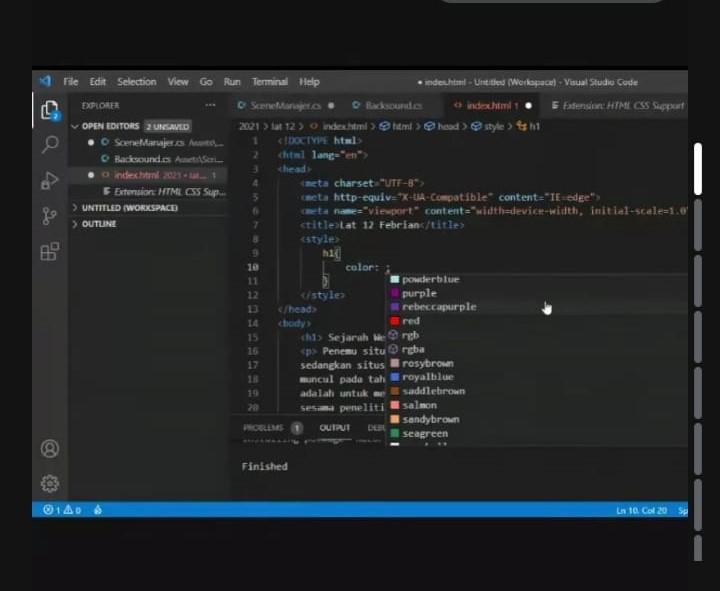 File Edit Selection View Go Run Terminal Help
• index.html - Untitled (Workspace) - Visual Studio Code
EXPLORER ···
SceneManajer.cs ●
Backsound.cs
<> index.html 1 ●
Extension: HTML CSS Support
OPEN EDITORS 2 UNSAVED
● SceneManajer.cs Assets\...
Backsound.cs Assets\Scri...
● <> index.html 2021 • lat... 1
Extension: HTML CSS Sup...
UNTITLED (WORKSPACE)
OUTLINE
2021 > lat 12 > <> index.html > html > head > style > h1
1 <!DOCTYPE html>
2 <html lang="en">
3 <head>
4 <meta charset="UTF-8">
5 <meta http-equiv="X-UA-Compatible" content="IE=edge">
6 <meta name="viewport" content="width=device-width, initial-scale=1.0"
7 <title>Lat 12 Febrian</title>
8 <style>
9 h1{
10 color: ;
11 }
12 </style>
13 </head>
14 <body>
15 <h1> Sejarah We
16 <p> Penemu situ
17 sedangkan situs
18 muncul pada tah
19 adalah untuk me
20 sesama peneliti
powderblue
purple
rebeccapurple
red
rgb
rgba
rosybrown
royalblue
saddlebrown
salmon
sandybrown
seagreen
PROBLEMS 1 OUTPUT DEB
Finished
1 0
Ln 10, Col 20 Sp